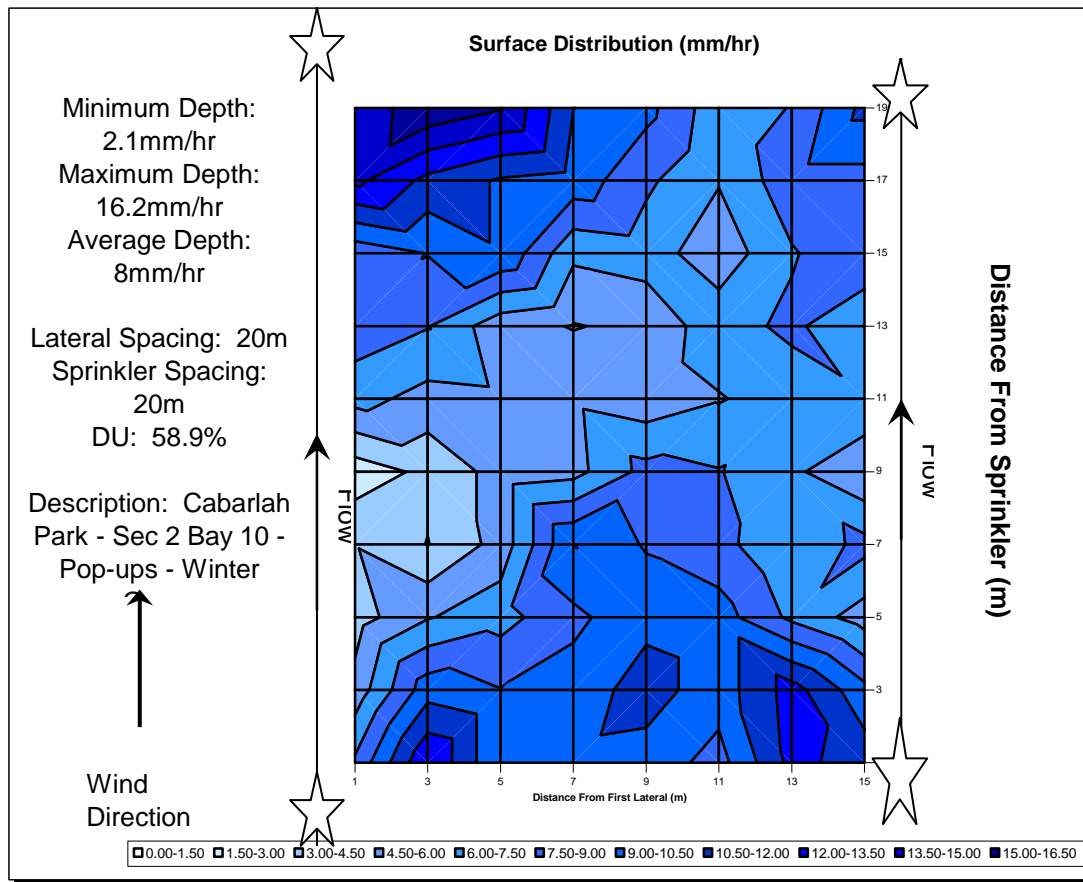 Surface Distribution (mm/hr)
Minimum Depth:
2.1mm/hr
Maximum Depth:
16.2mm/hr
Average Depth:
8mm/hr
Lateral Spacing: 20m
Sprinkler Spacing:
20m
DU: 58.9%
Description: Cabarlah
Park - Sec 2 Bay 10 -
Pop-ups - Winter
Wind
Direction
Flow
19
17
15
13
11
9
7
5
3
Flow
Distance From Sprinkler (m)
1 3 5 7 9 11 13 15
Distance From First Lateral (m)
0.00-1.50 1.50-3.00 3.00-4.50 4.50-6.00 6.00-7.50 7.50-9.00 9.00-10.50 10.50-12.00 12.00-13.50 13.50-15.00 15.00-16.50